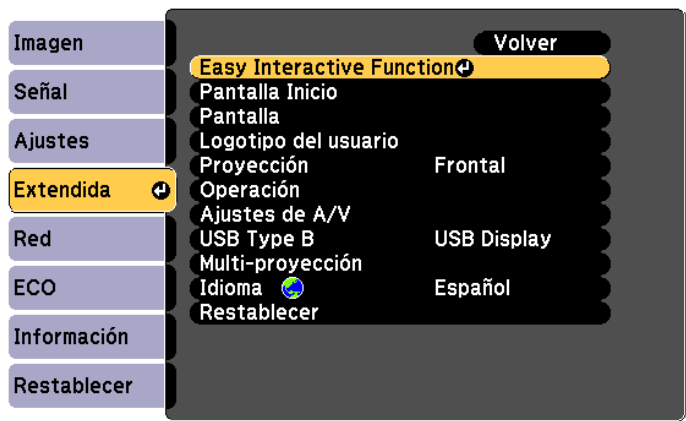 Imagen
Señal
Ajustes
Extendida
Red
ECO
Información
Restablecer
Volver
Easy Interactive Function
Pantalla Inicio
Pantalla
Logotipo del usuario
Proyección Frontal
Operación
Ajustes de A/V
USB Type B USB Display
Multi-proyección
Idioma Español
Restablecer